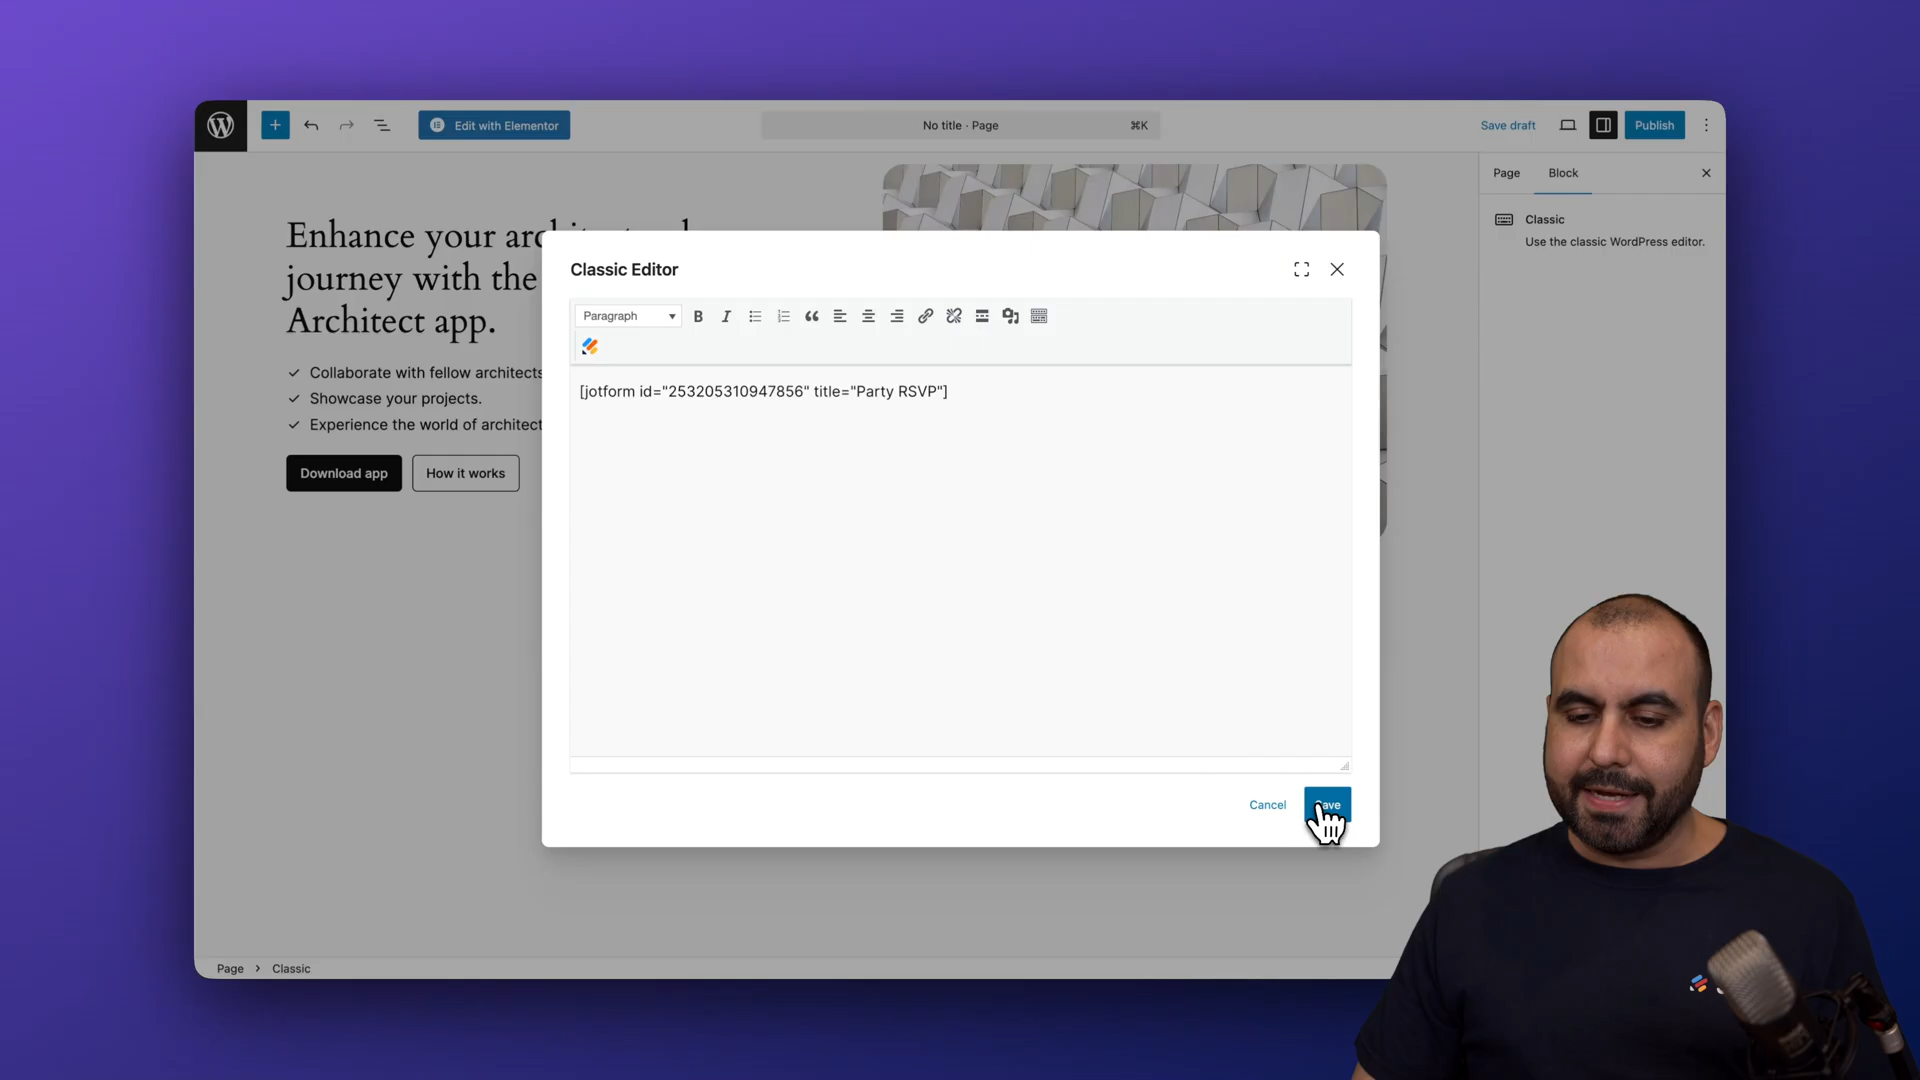 Edit with Elementor
No title · Page
⌘K
Save draft
Publish
Page
Block
Classic
Use the classic WordPress editor.
Enhance your
journey with the
Architect app.
Collaborate with fellow architects
Showcase your projects.
Experience the world of
Download app
How it works
Classic Editor
Paragraph
[jotform id="253205310947856" title="Party RSVP"]
Cancel
Save
Page > Classic